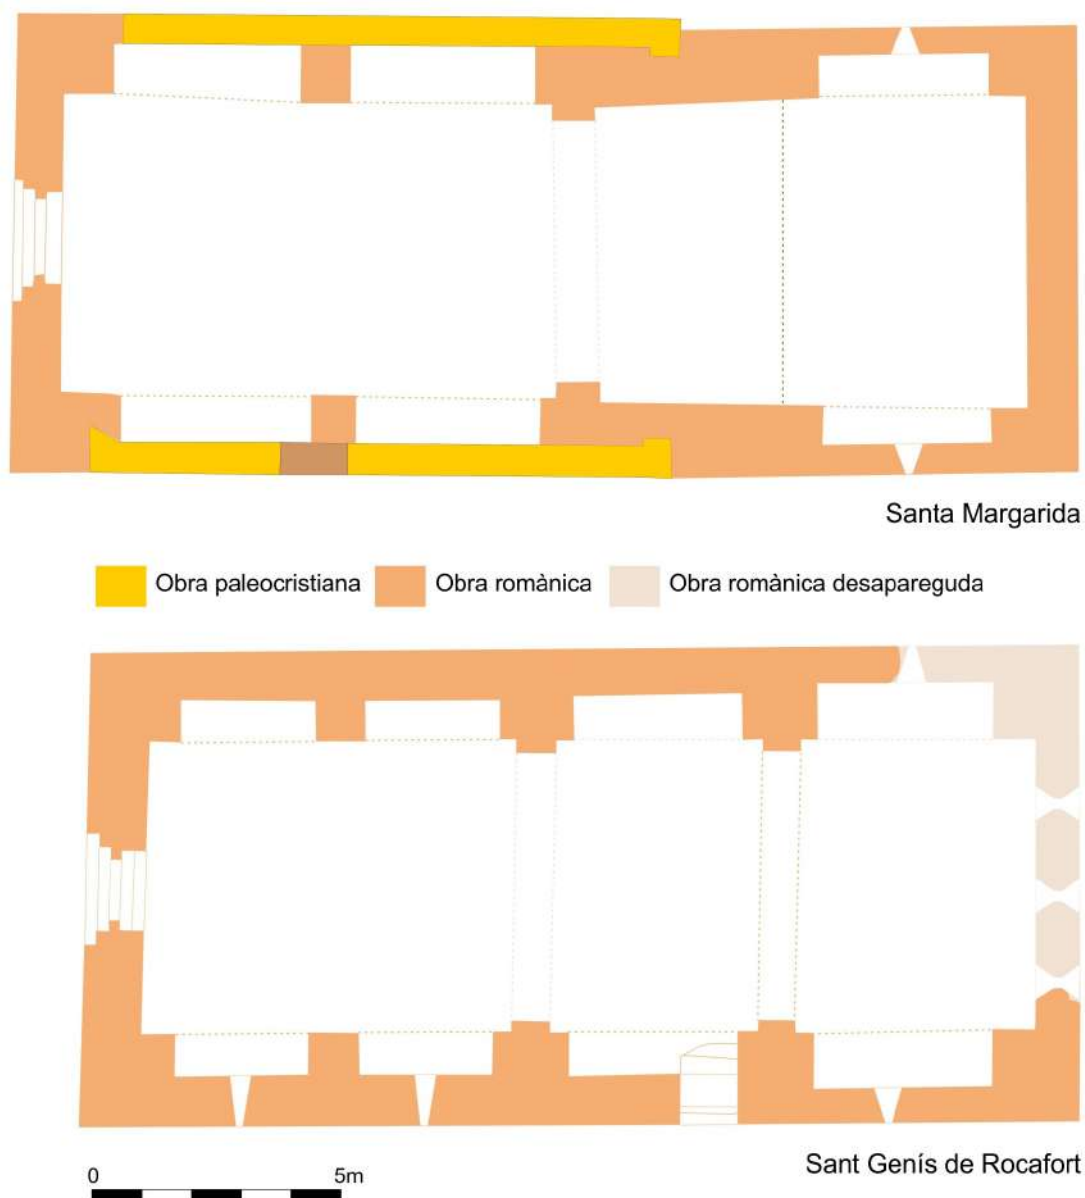 Santa Margarida
Obra paleocristiana Obra romànica Obra romànica desapareguda
0 5m
Sant Genís de Rocafort